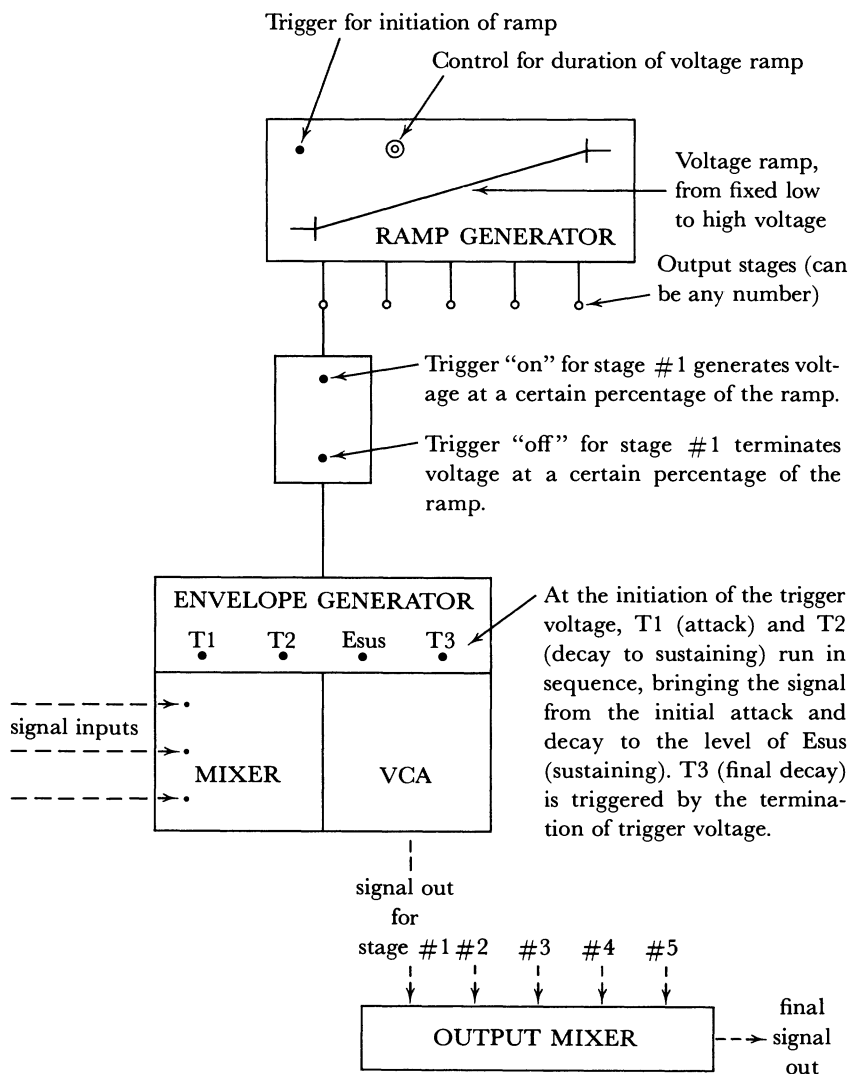 Trigger for initiation of ramp
Control for duration of voltage ramp
Voltage ramp,
from fixed low
to high voltage
RAMP GENERATOR
Output stages (can
be any number)
Trigger “on” for stage #1 generates volt-
age at a certain percentage of the ramp.
Trigger “off” for stage #1 terminates
voltage at a certain percentage of the
ramp.
ENVELOPE GENERATOR
T1 T2 Esus T3
At the initiation of the trigger
voltage, T1 (attack) and T2
(decay to sustaining) run in
sequence, bringing the signal
from the initial attack and
decay to the level of Esus
(sustaining). T3 (final decay)
is triggered by the termina-
tion of trigger voltage.
signal inputs
MIXER
VCA
signal out
for
stage #1 #2 #3 #4 #5
OUTPUT MIXER
final
signal
out